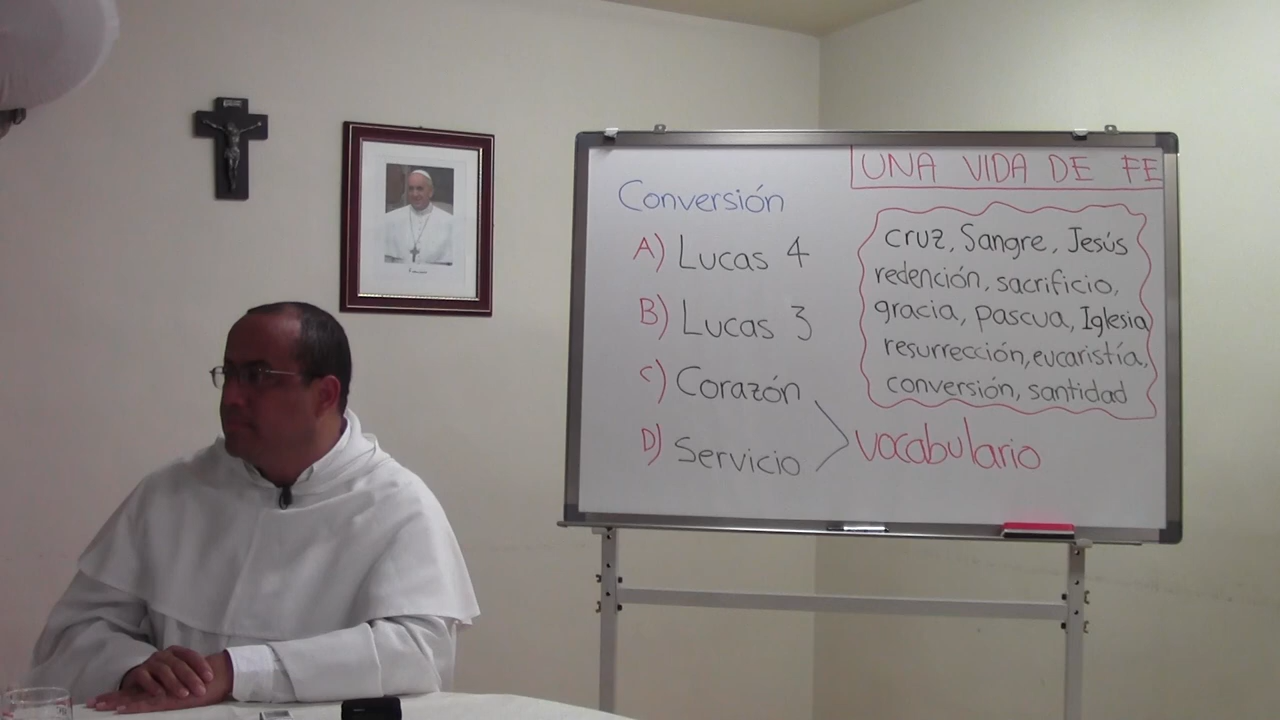 UNA VIDA DE FE
Conversión
A) Lucas 4
B) Lucas 3
C) Corazón
D) Servicio
cruz, Sangre, Jesús
redención, sacrificio,
gracia, pascua, Iglesia
resurrección, eucaristía,
conversión, santidad
vocabulario